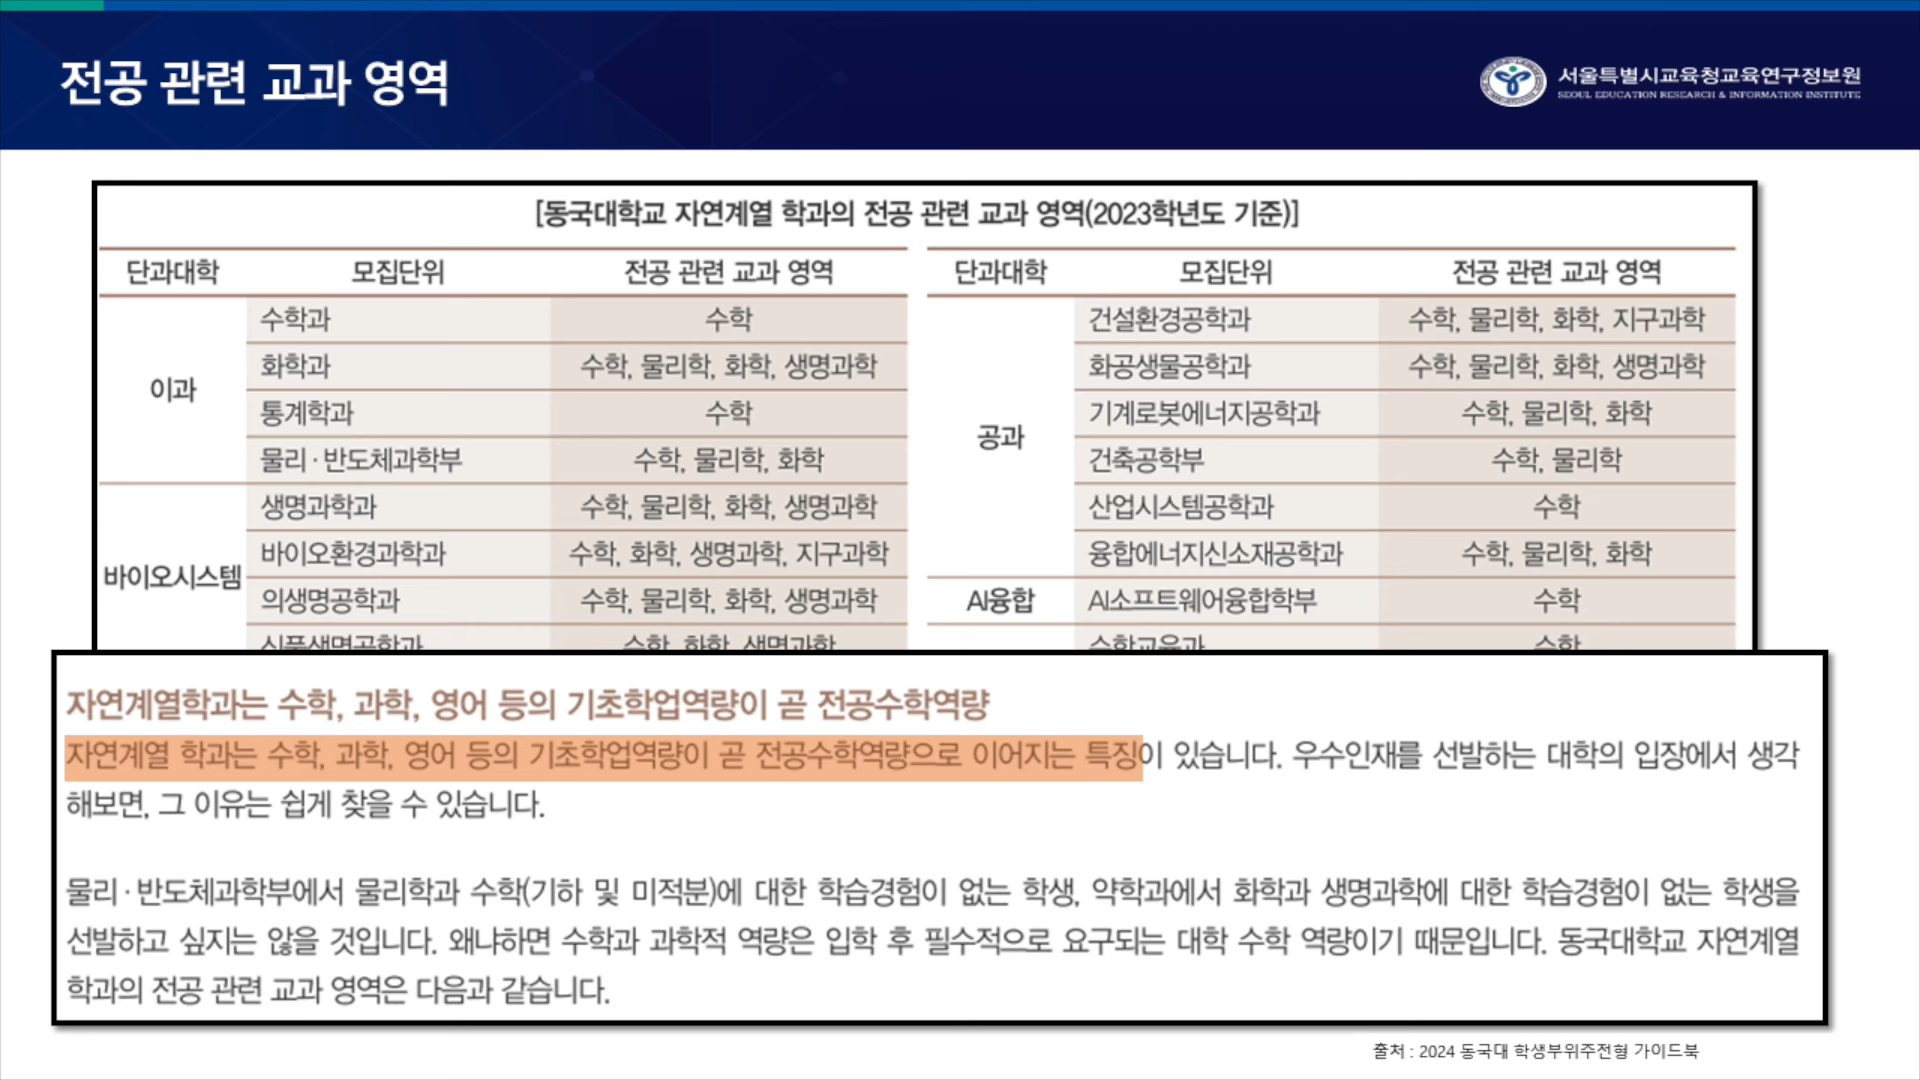 전공 관련 교과 영역
서울특별시교육청교육연구정보원
SEOUL EDUCATION RESEARCH & INFORMATION INSTITUTE
[동국대학교 자연계열 학과의 전공 관련 교과 영역(2023학년도 기준)]
단과대학 모집단위 전공 관련 교과 영역
이과
수학과 수학
화학과 수학, 물리학, 화학, 생명과학
통계학과 수학
물리·반도체과학부 수학, 물리학, 화학
바이오시스템
생명과학과 수학, 물리학, 화학, 생명과학
바이오환경과학과 수학, 화학, 생명과학, 지구과학
의생명공학과 수학, 물리학, 화학, 생명과학
식품생명공학과 수학, 화학, 생명과학
단과대학 모집단위 전공 관련 교과 영역
공과
건설환경공학과 수학, 물리학, 화학, 지구과학
화공생물공학과 수학, 물리학, 화학, 생명과학
기계로봇에너지공학과 수학, 물리학, 화학
건축공학부 수학, 물리학
산업시스템공학과 수학
융합에너지신소재공학과 수학, 물리학, 화학
AI융합 AI소프트웨어융합학부 수학
수학교육과 수학
자연계열학과는 수학, 과학, 영어 등의 기초학업역량이 곧 전공수학역량
자연계열 학과는 수학, 과학, 영어 등의 기초학업역량이 곧 전공수학역량으로 이어지는 특징이 있습니다. 우수인재를 선발하는 대학의 입장에서 생각
해보면, 그 이유는 쉽게 찾을 수 있습니다.
물리·반도체과학부에서 물리학과 수학(기하 및 미적분)에 대한 학습경험이 없는 학생, 약학과에서 화학과 생명과학에 대한 학습경험이 없는 학생을
선발하고 싶지는 않을 것입니다. 왜냐하면 수학과 과학적 역량은 입학 후 필수적으로 요구되는 대학 수학 역량이기 때문입니다. 동국대학교 자연계열
학과의 전공 관련 교과 영역은 다음과 같습니다.
출처 : 2024 동국대 학생부위주전형 가이드북